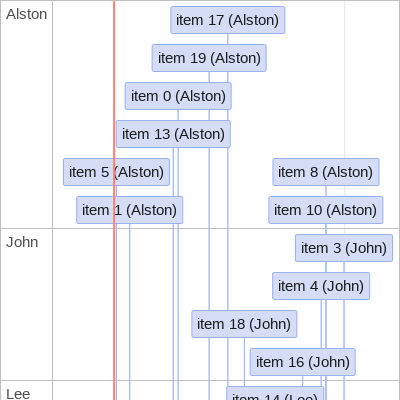 Alston
item 17 (Alston)
item 19 (Alston)
item 0 (Alston)
item 13 (Alston)
item 5 (Alston)
item 8 (Alston)
item 1 (Alston)
item 10 (Alston)
John
item 3 (John)
item 4 (John)
item 18 (John)
item 16 (John)
Lee
item 14 (Lee)